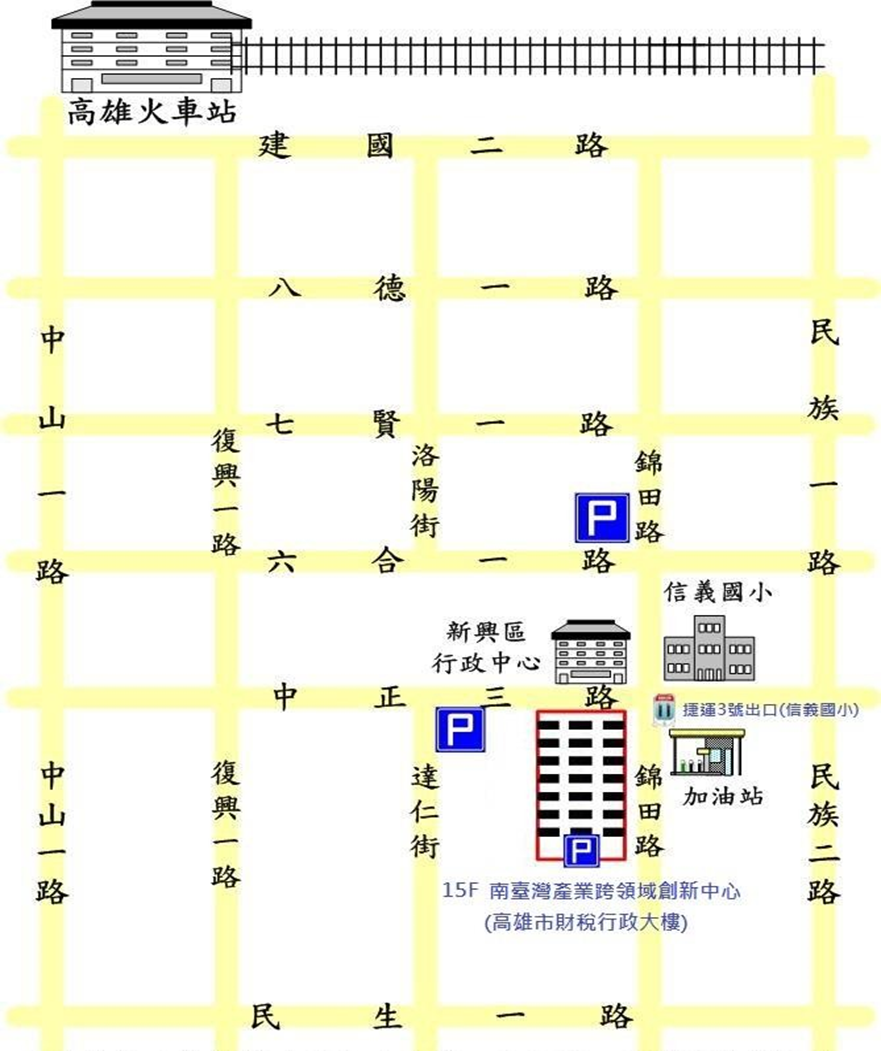 高雄火車站
建國二路
八德一路
中山一路
民族一路
七賢一路
復興一路
洛陽街
錦田路
P
六合一路
信義國小
新興區
行政中心
中正三路
捷運3號出口(信義國小)
P
加油站
中山一路
復興一路
達仁街
錦田路
民族二路
P
15F 南臺灣產業跨領域創新中心
(高雄市財稅行政大樓)
民生一路